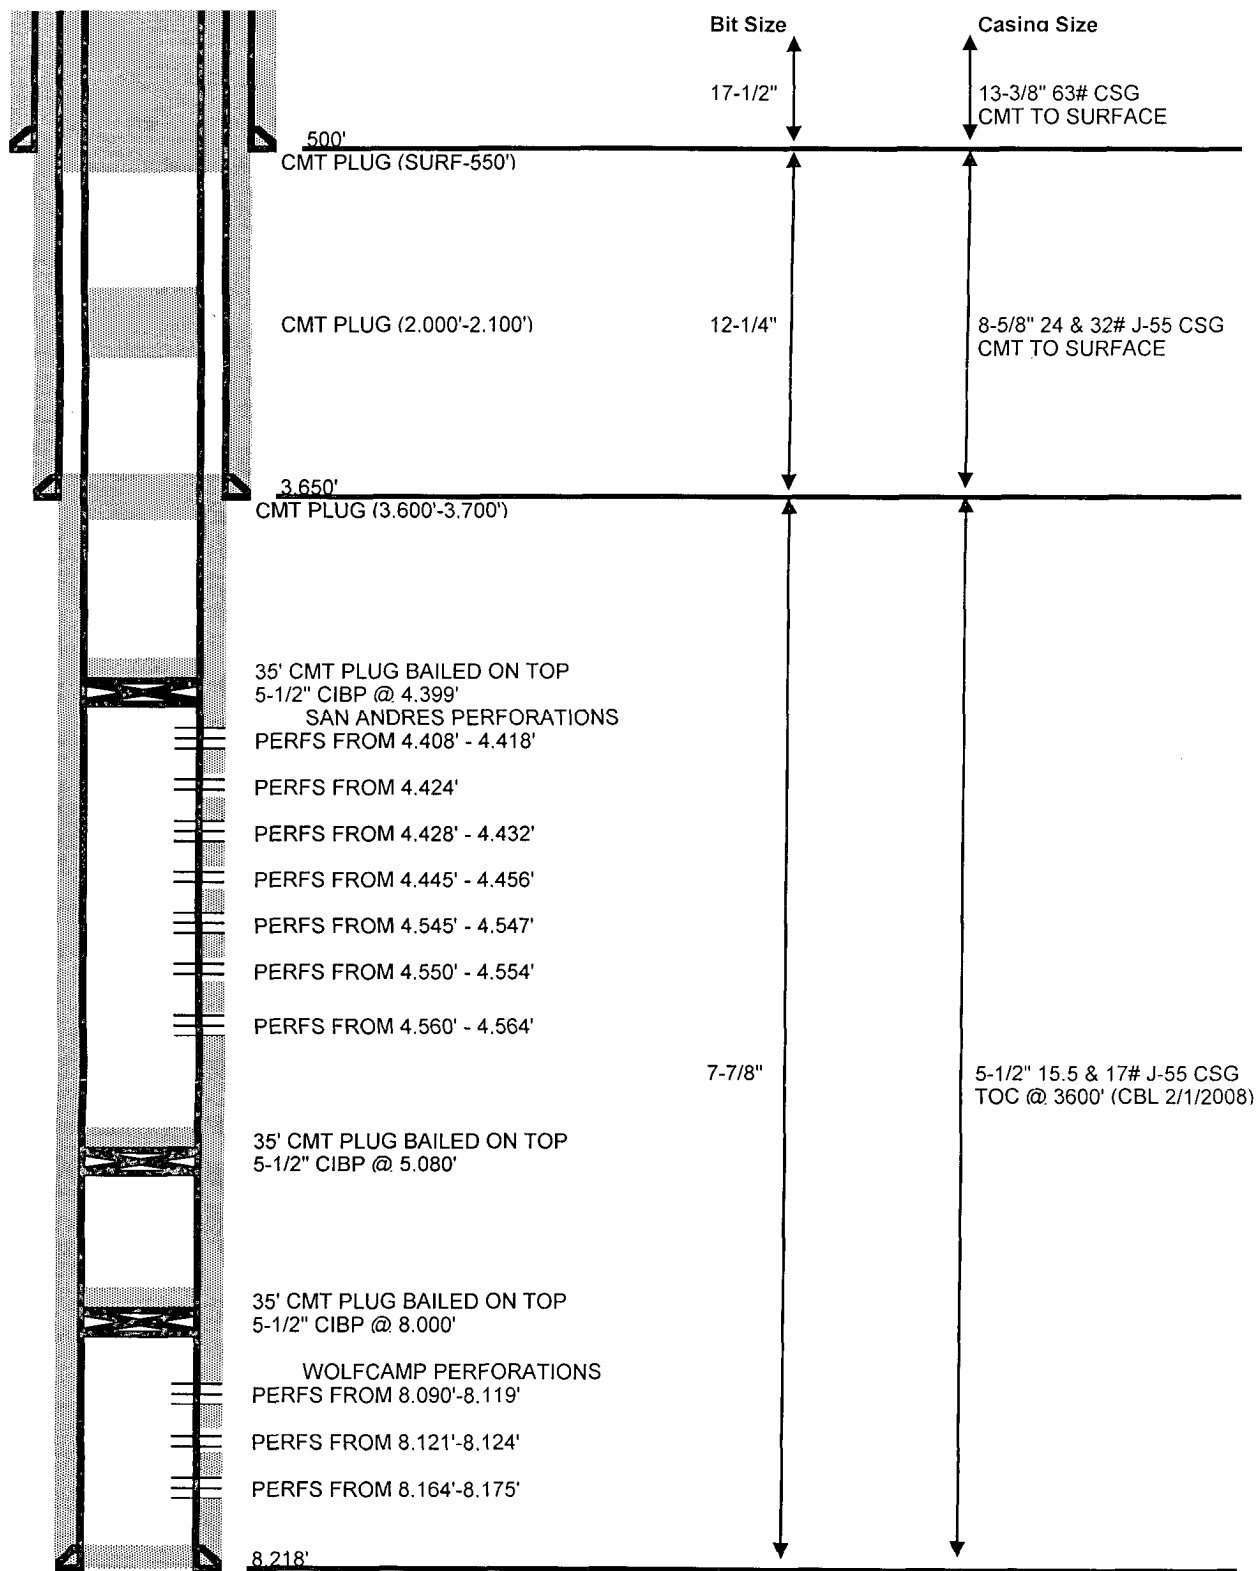 Bit Size Casing Size
17-1/2" 13-3/8" 63# CSG
CMT TO SURFACE
500'
CMT PLUG (SURF-550')
CMT PLUG (2,000'-2,100') 12-1/4" 8-5/8" 24 & 32# J-55 CSG
CMT TO SURFACE
3,650'
CMT PLUG (3,600'-3,700')
35' CMT PLUG BAILED ON TOP
5-1/2" CIBP @ 4,399'
SAN ANDRES PERFORATIONS
PERFS FROM 4,408' - 4,418'
PERFS FROM 4,424'
PERFS FROM 4,428' - 4,432'
PERFS FROM 4,445' - 4,456'
PERFS FROM 4,545' - 4,547'
PERFS FROM 4,550' - 4,554'
PERFS FROM 4,560' - 4,564'
7-7/8" 5-1/2" 15.5 & 17# J-55 CSG
TOC @ 3600' (CBL 2/1/2008)
35' CMT PLUG BAILED ON TOP
5-1/2" CIBP @ 5,080'
35' CMT PLUG BAILED ON TOP
5-1/2" CIBP @ 8,000'
WOLFCAMP PERFORATIONS
PERFS FROM 8,090'-8,119'
PERFS FROM 8,121'-8,124'
PERFS FROM 8,164'-8,175'
8,218'